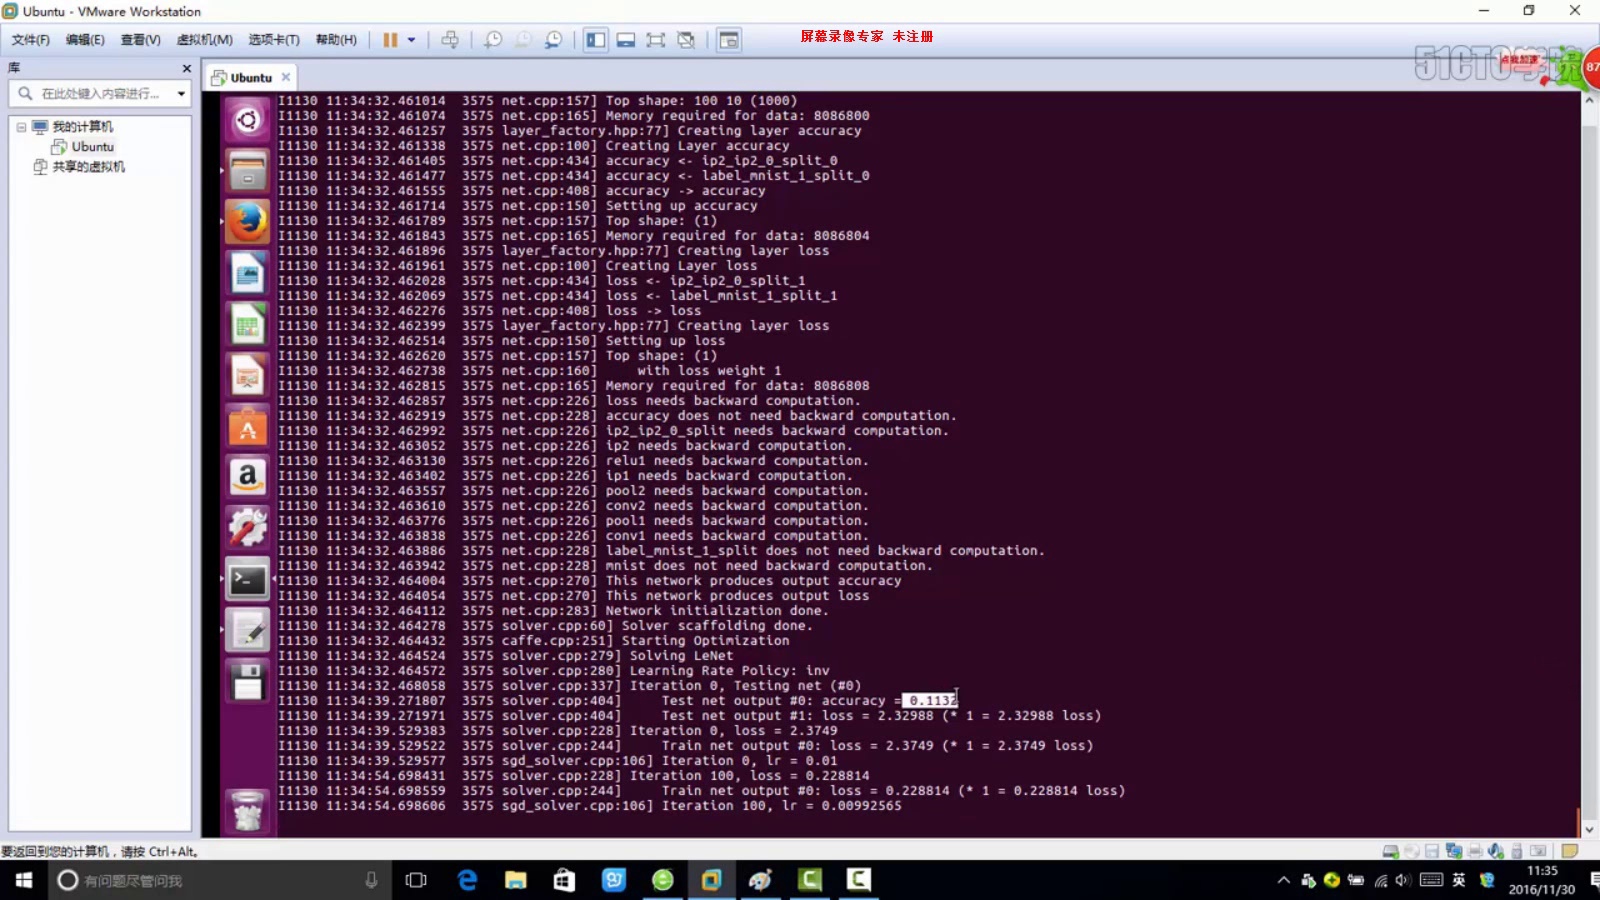 Ubuntu - VMware Workstation
文件(F) 编辑(E) 查看(V) 虚拟机(M) 选项卡(T) 帮助(H)
屏幕录像专家 未注册
51CTO学院
点我加速
87
库
Ubuntu
在此处键入内容进行...
我的计算机
Ubuntu
共享的虚拟机
I1130 11:34:32.461014 3575 net.cpp:157] Top shape: 100 10 (1000)
I1130 11:34:32.461074 3575 net.cpp:165] Memory required for data: 8086800
I1130 11:34:32.461257 3575 layer_factory.hpp:77] Creating layer accuracy
I1130 11:34:32.461338 3575 net.cpp:100] Creating Layer accuracy
I1130 11:34:32.461405 3575 net.cpp:434] accuracy <- ip2_ip2_0_split_0
I1130 11:34:32.461477 3575 net.cpp:434] accuracy <- label_mnist_1_split_0
I1130 11:34:32.461555 3575 net.cpp:408] accuracy -> accuracy
I1130 11:34:32.461714 3575 net.cpp:150] Setting up accuracy
I1130 11:34:32.461789 3575 net.cpp:157] Top shape: (1)
I1130 11:34:32.461843 3575 net.cpp:165] Memory required for data: 8086804
I1130 11:34:32.461896 3575 layer_factory.hpp:77] Creating layer loss
I1130 11:34:32.461961 3575 net.cpp:100] Creating Layer loss
I1130 11:34:32.462028 3575 net.cpp:434] loss <- ip2_ip2_0_split_1
I1130 11:34:32.462069 3575 net.cpp:434] loss <- label_mnist_1_split_1
I1130 11:34:32.462276 3575 net.cpp:408] loss -> loss
I1130 11:34:32.462399 3575 layer_factory.hpp:77] Creating layer loss
I1130 11:34:32.462514 3575 net.cpp:150] Setting up loss
I1130 11:34:32.462620 3575 net.cpp:157] Top shape: (1)
I1130 11:34:32.462738 3575 net.cpp:160] with loss weight 1
I1130 11:34:32.462815 3575 net.cpp:165] Memory required for data: 8086808
I1130 11:34:32.462857 3575 net.cpp:226] loss needs backward computation.
I1130 11:34:32.462919 3575 net.cpp:228] accuracy does not need backward computation.
I1130 11:34:32.462992 3575 net.cpp:226] ip2_ip2_0_split needs backward computation.
I1130 11:34:32.463052 3575 net.cpp:226] ip2 needs backward computation.
I1130 11:34:32.463130 3575 net.cpp:226] relu1 needs backward computation.
I1130 11:34:32.463402 3575 net.cpp:226] ip1 needs backward computation.
I1130 11:34:32.463557 3575 net.cpp:226] pool2 needs backward computation.
I1130 11:34:32.463610 3575 net.cpp:226] conv2 needs backward computation.
I1130 11:34:32.463776 3575 net.cpp:226] pool1 needs backward computation.
I1130 11:34:32.463838 3575 net.cpp:226] conv1 needs backward computation.
I1130 11:34:32.463886 3575 net.cpp:228] label_mnist_1_split does not need backward computation.
I1130 11:34:32.463942 3575 net.cpp:228] mnist does not need backward computation.
I1130 11:34:32.464004 3575 net.cpp:270] This network produces output accuracy
I1130 11:34:32.464054 3575 net.cpp:270] This network produces output loss
I1130 11:34:32.464112 3575 net.cpp:283] Network initialization done.
I1130 11:34:32.464278 3575 solver.cpp:60] Solver scaffolding done.
I1130 11:34:32.464432 3575 caffe.cpp:251] Starting Optimization
I1130 11:34:32.464524 3575 solver.cpp:279] Solving LeNet
I1130 11:34:32.464572 3575 solver.cpp:280] Learning Rate Policy: inv
I1130 11:34:32.468058 3575 solver.cpp:337] Iteration 0, Testing net (#0)
I1130 11:34:39.271807 3575 solver.cpp:404] Test net output #0: accuracy = 0.1132
I1130 11:34:39.271971 3575 solver.cpp:404] Test net output #1: loss = 2.32988 (* 1 = 2.32988 loss)
I1130 11:34:39.529383 3575 solver.cpp:228] Iteration 0, loss = 2.3749
I1130 11:34:39.529522 3575 solver.cpp:244] Train net output #0: loss = 2.3749 (* 1 = 2.3749 loss)
I1130 11:34:39.529577 3575 sgd_solver.cpp:106] Iteration 0, lr = 0.01
I1130 11:34:54.698431 3575 solver.cpp:228] Iteration 100, loss = 0.228814
I1130 11:34:54.698559 3575 solver.cpp:244] Train net output #0: loss = 0.228814 (* 1 = 0.228814 loss)
I1130 11:34:54.698606 3575 sgd_solver.cpp:106] Iteration 100, lr = 0.00992565
要返回到您的计算机，请按 Ctrl+Alt。
有问题尽管问我
英
11:35
2016/11/30